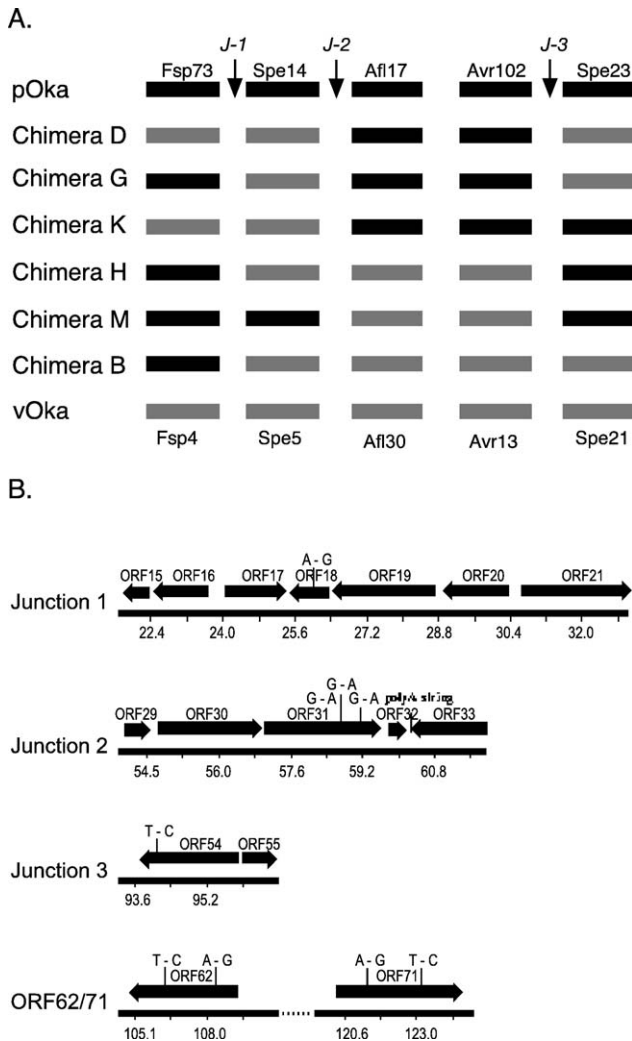 A.
J-1 J-2 J-3
Fsp73 Spe14 Afl17 Avr102 Spe23
pOka
Chimera D
Chimera G
Chimera K
Chimera H
Chimera M
Chimera B
vOka
Fsp4 Spe5 Afl30 Avr13 Spe21
B.
A - G
ORF15 ORF16 ORF17 ORF18 ORF19 ORF20 ORF21
Junction 1
22.4 24.0 25.6 27.2 28.8 30.4 32.0
G - A
G - A G - A polyA string
ORF29 ORF30 ORF31 ORF32 ORF33
Junction 2
54.5 56.0 57.6 59.2 60.8
T - C
ORF54 ORF55
Junction 3
93.6 95.2
T - C A - G A - G T - C
ORF62 ORF71
ORF62/71
105.1 108.0 120.6 123.0